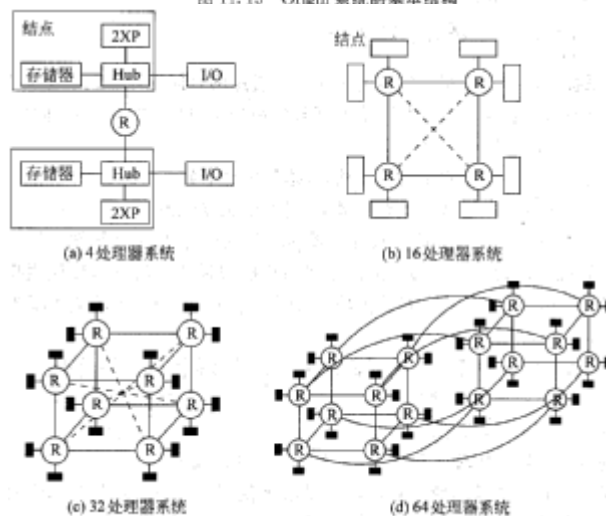 结点
2XP
存储器 Hub I/O
R
存储器 Hub I/O
2XP
(a) 4处理器系统
结点
R R
R R
(b) 16处理器系统
R R
R R
R R
R R
(c) 32处理器系统
R R
R R
R R
R R
R R
R R
R R
R R
(d) 64处理器系统